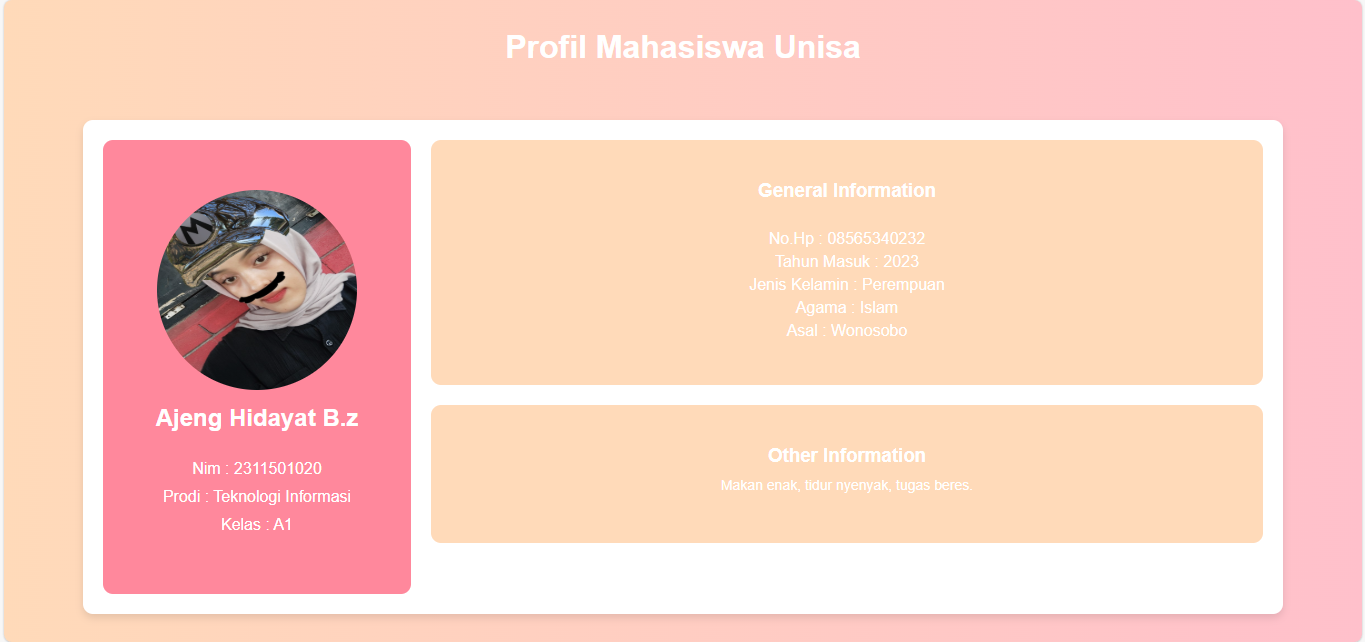 Profil Mahasiswa Unisa
M
Ajeng Hidayat B.z
Nim : 2311501020
Prodi : Teknologi Informasi
Kelas : A1
General Information
No.Hp : 08565340232
Tahun Masuk : 2023
Jenis Kelamin : Perempuan
Agama : Islam
Asal : Wonosobo
Other Information
Makan enak, tidur nyenyak, tugas beres.